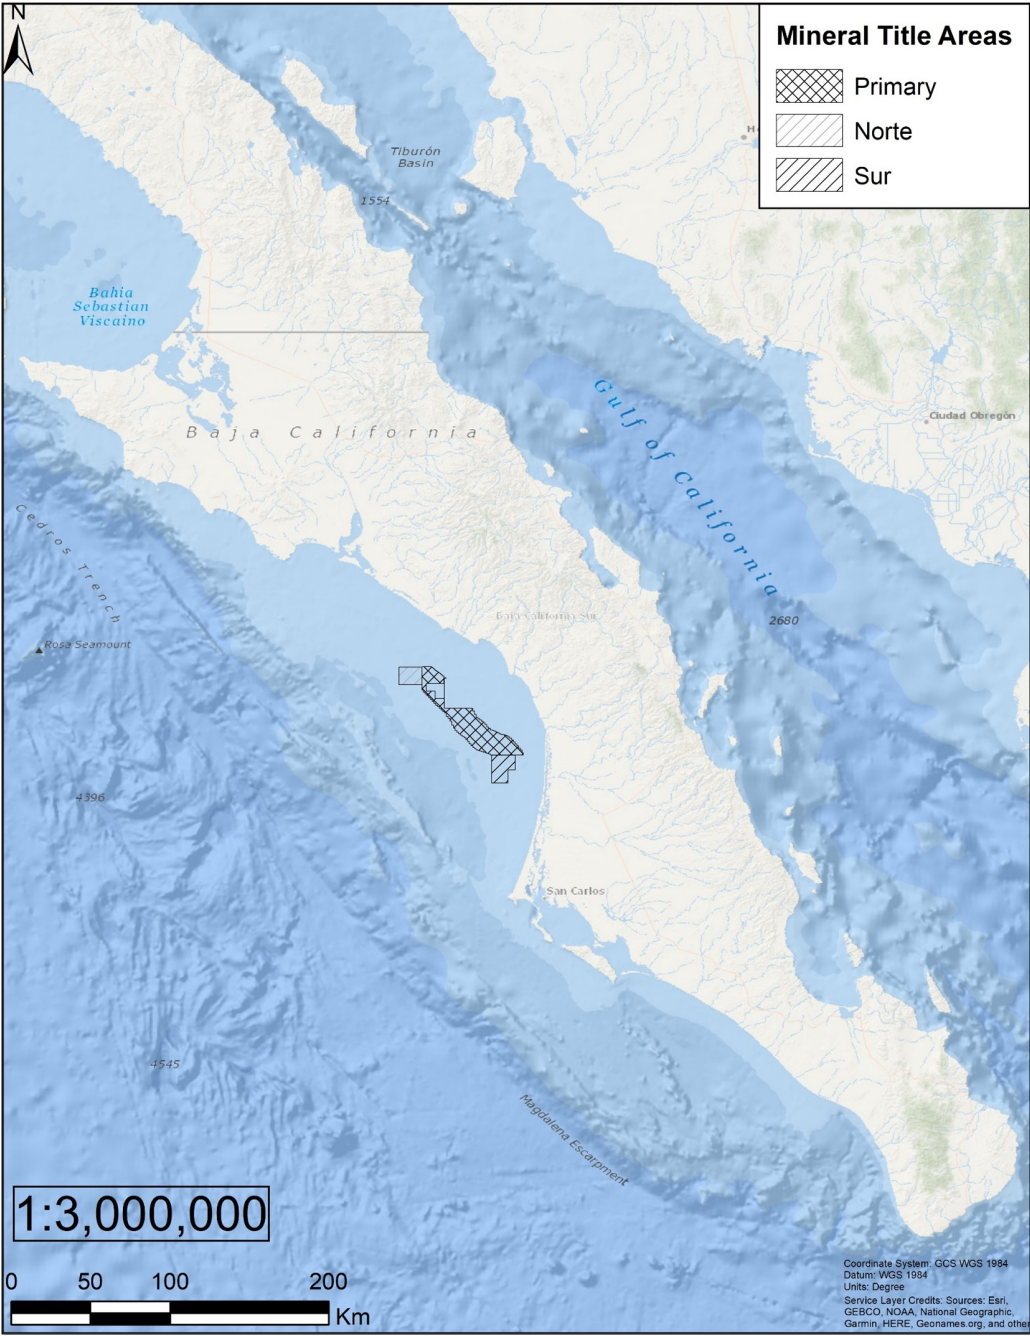 N
Mineral Title Areas
Primary
Norte
Sur
H
Tiburón
Basin
1554
Bahia
Sebastian
Viscaino
Gulf of California
Ciudad Obregón
Baja California
Cedros Trench
Baja California Sur
2680
Rosa Seamount
4396
San Carlos
4545
Magdalena Escarpment
1:3,000,000
0 50 100 200
Km
Coordinate System: GCS WGS 1984
Datum: WGS 1984
Units: Degree
Service Layer Credits: Sources: Esri,
GEBCO, NOAA, National Geographic,
Garmin, HERE, Geonames.org, and other